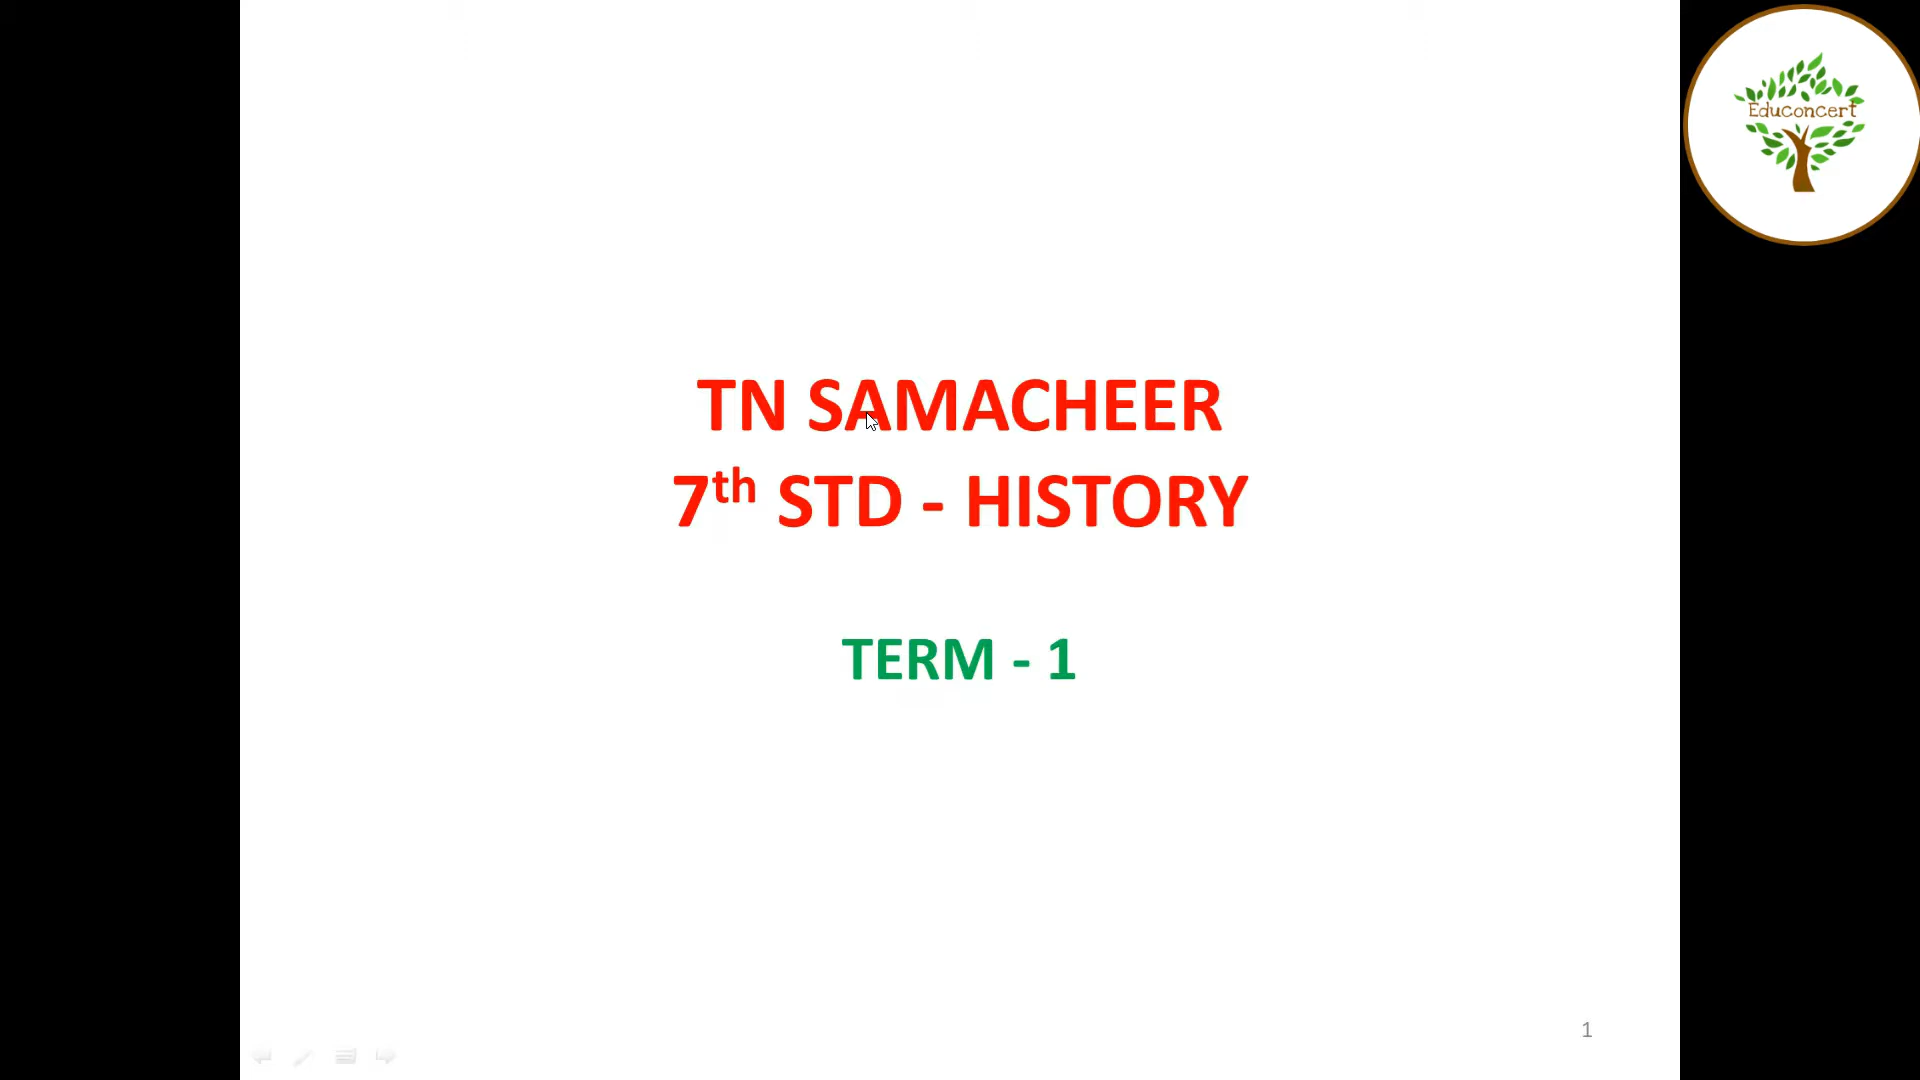 Educoncert
TN SAMACHEER
7th STD - HISTORY
TERM - 1
1